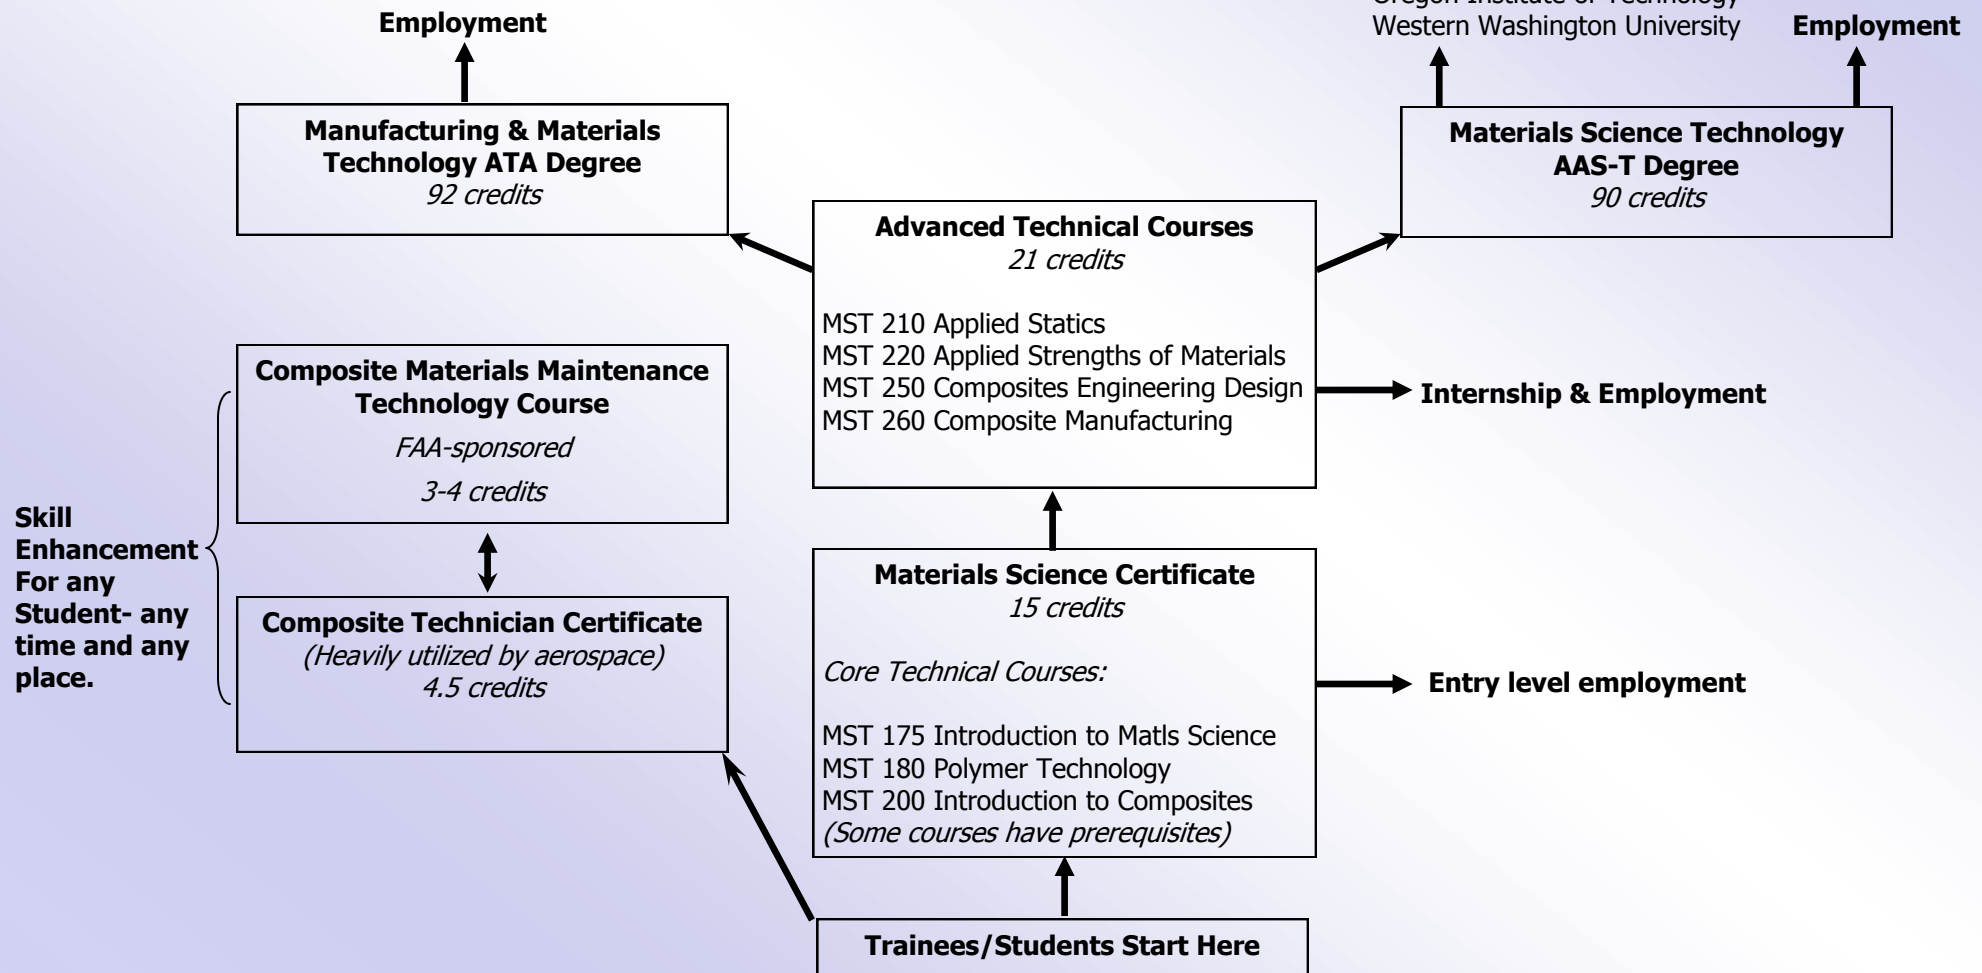 Oregon Institute of Technology
Western Washington University
Employment
Employment
Manufacturing & Materials
Technology ATA Degree
92 credits
Materials Science Technology
AAS-T Degree
90 credits
Advanced Technical Courses
21 credits
MST 210 Applied Statics
MST 220 Applied Strengths of Materials
MST 250 Composites Engineering Design
MST 260 Composite Manufacturing
Internship & Employment
Composite Materials Maintenance
Technology Course
FAA-sponsored
3-4 credits
Skill
Enhancement
For any
Student- any
time and any
place.
Composite Technician Certificate
(Heavily utilized by aerospace)
4.5 credits
Materials Science Certificate
15 credits
Core Technical Courses:
MST 175 Introduction to Matls Science
MST 180 Polymer Technology
MST 200 Introduction to Composites
(Some courses have prerequisites)
Entry level employment
Trainees/Students Start Here